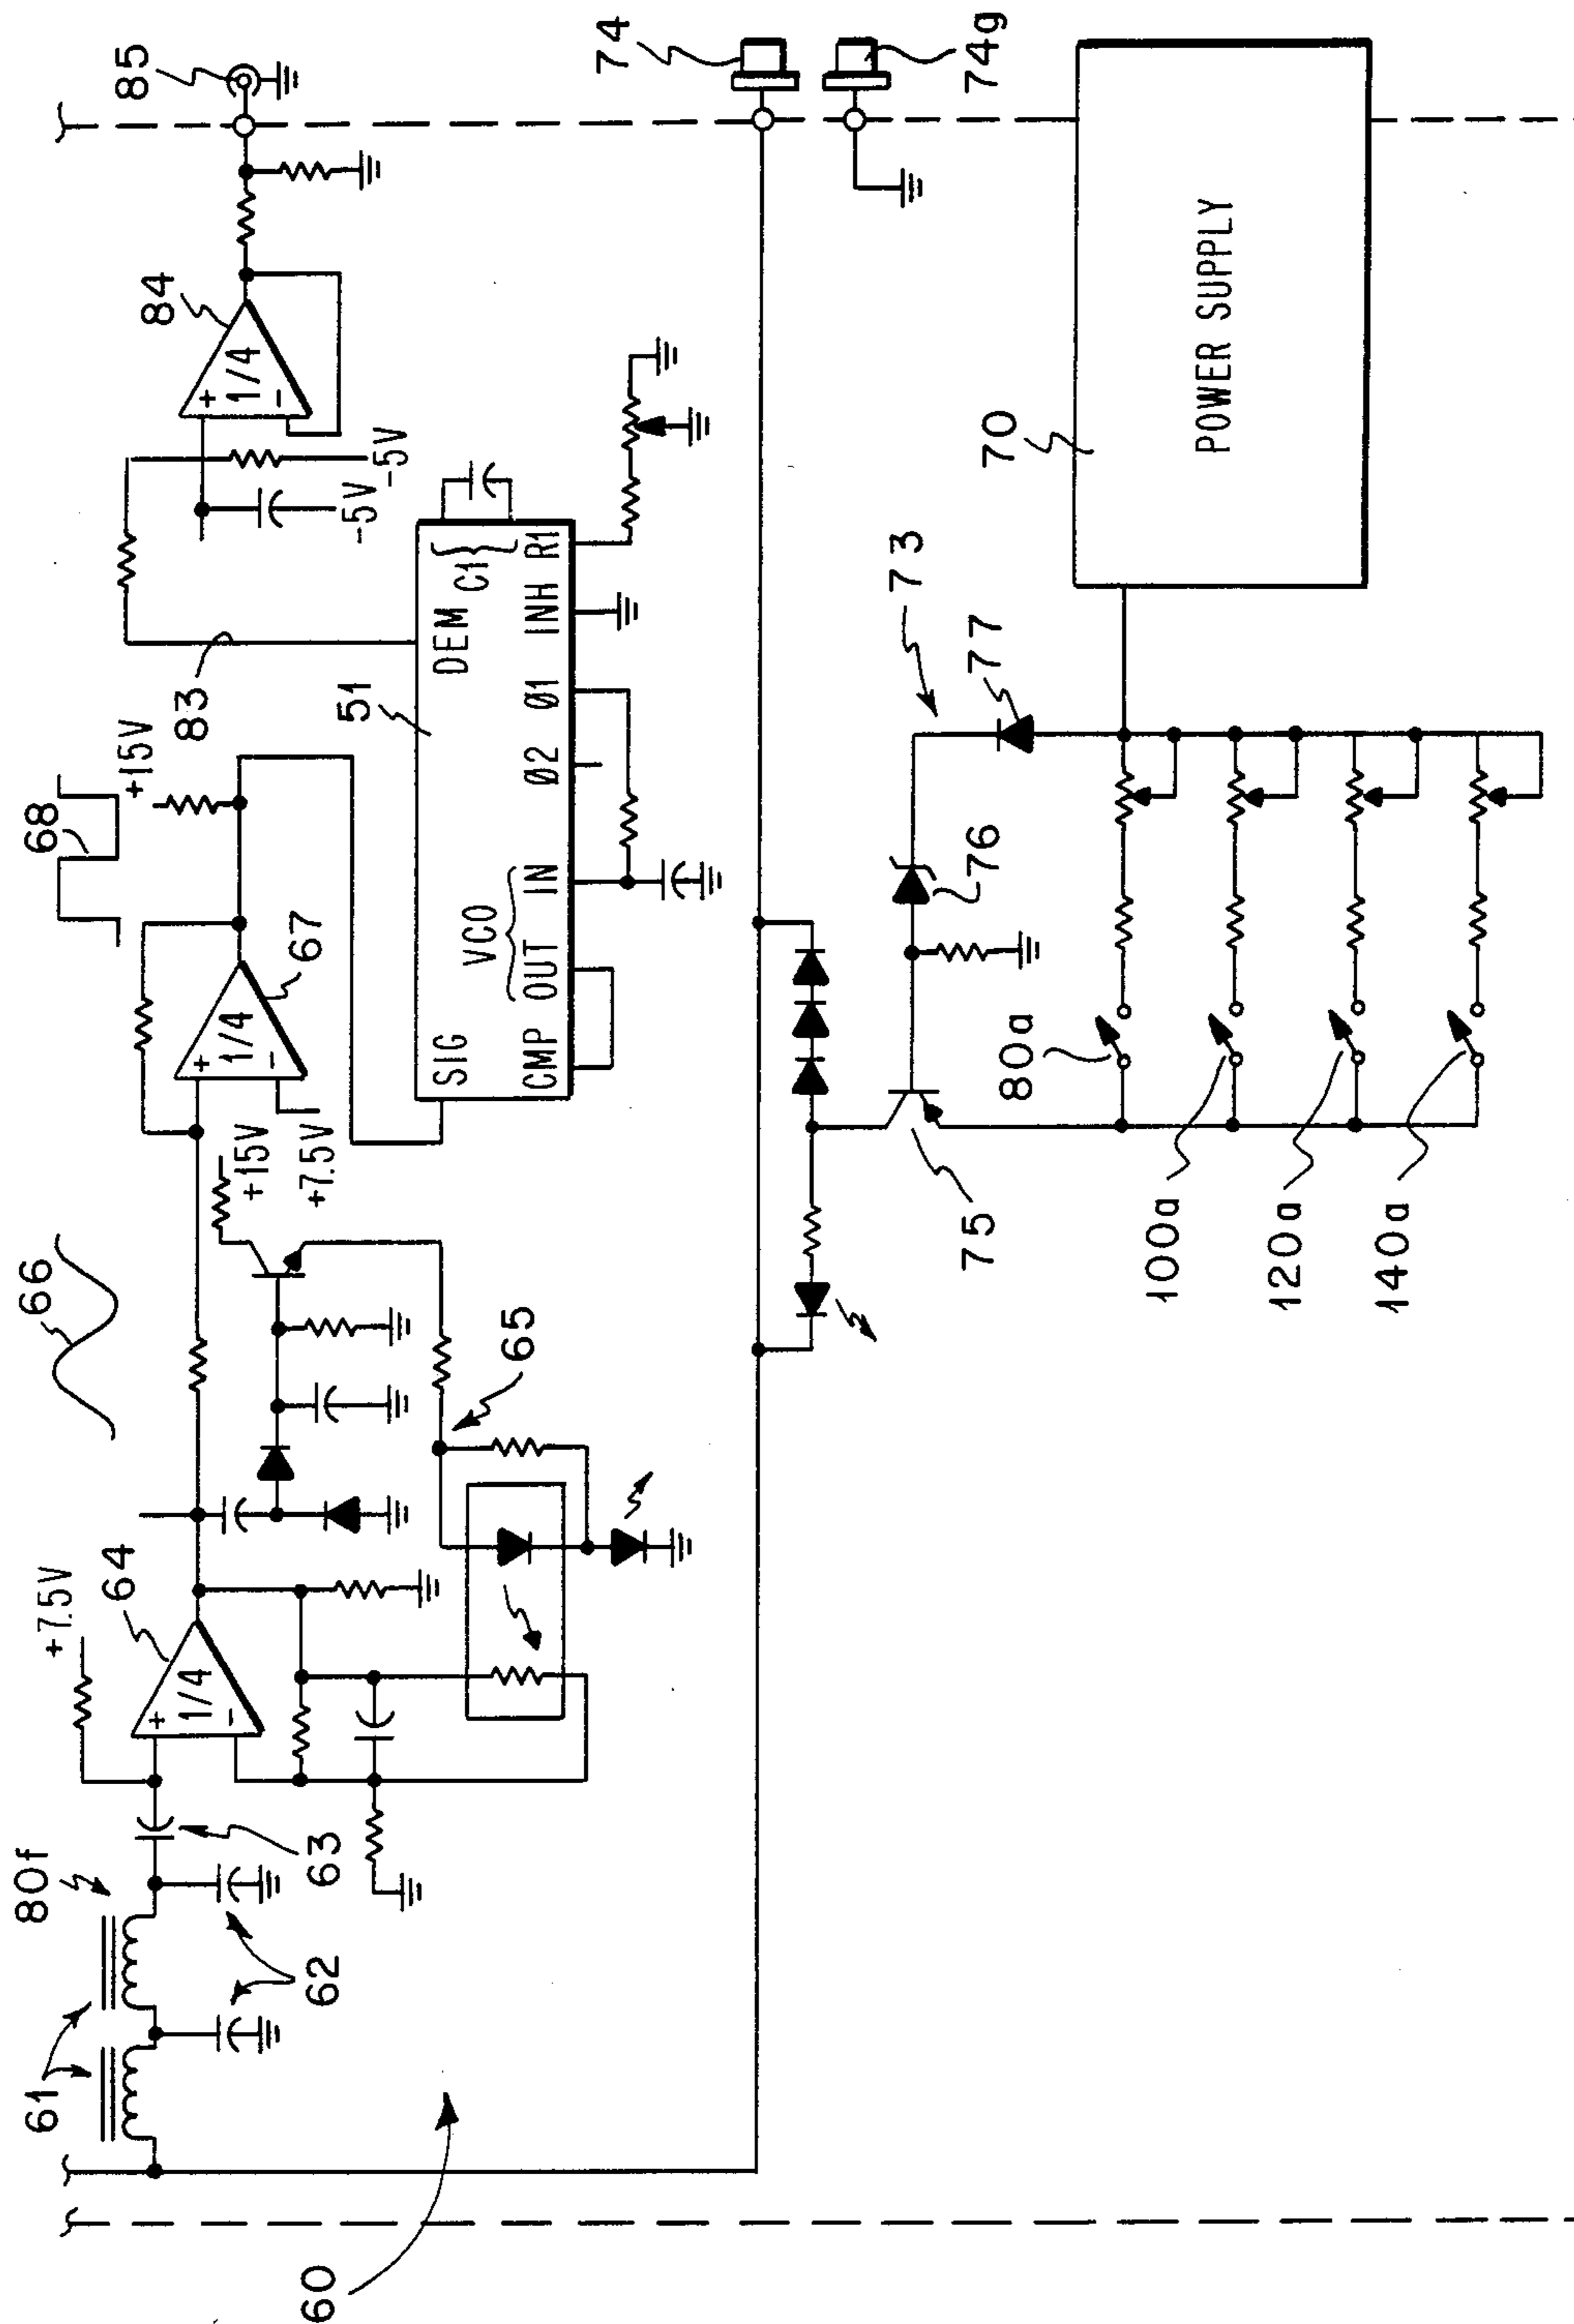 85
84
+
1/4
-
-5V
-5V
83
68
+15V
67
+
1/4
-
+15V
+7.5V
66
65
+7.5V
64
+
1/4
-
63
80f
62
61
60
51
SIG
DEM
C1
VCO
CMP
OUT
IN
Ø2
Ø1
INH
R1
74
74g
70
POWER SUPPLY
73
77
76
75
80a
100a
120a
140a